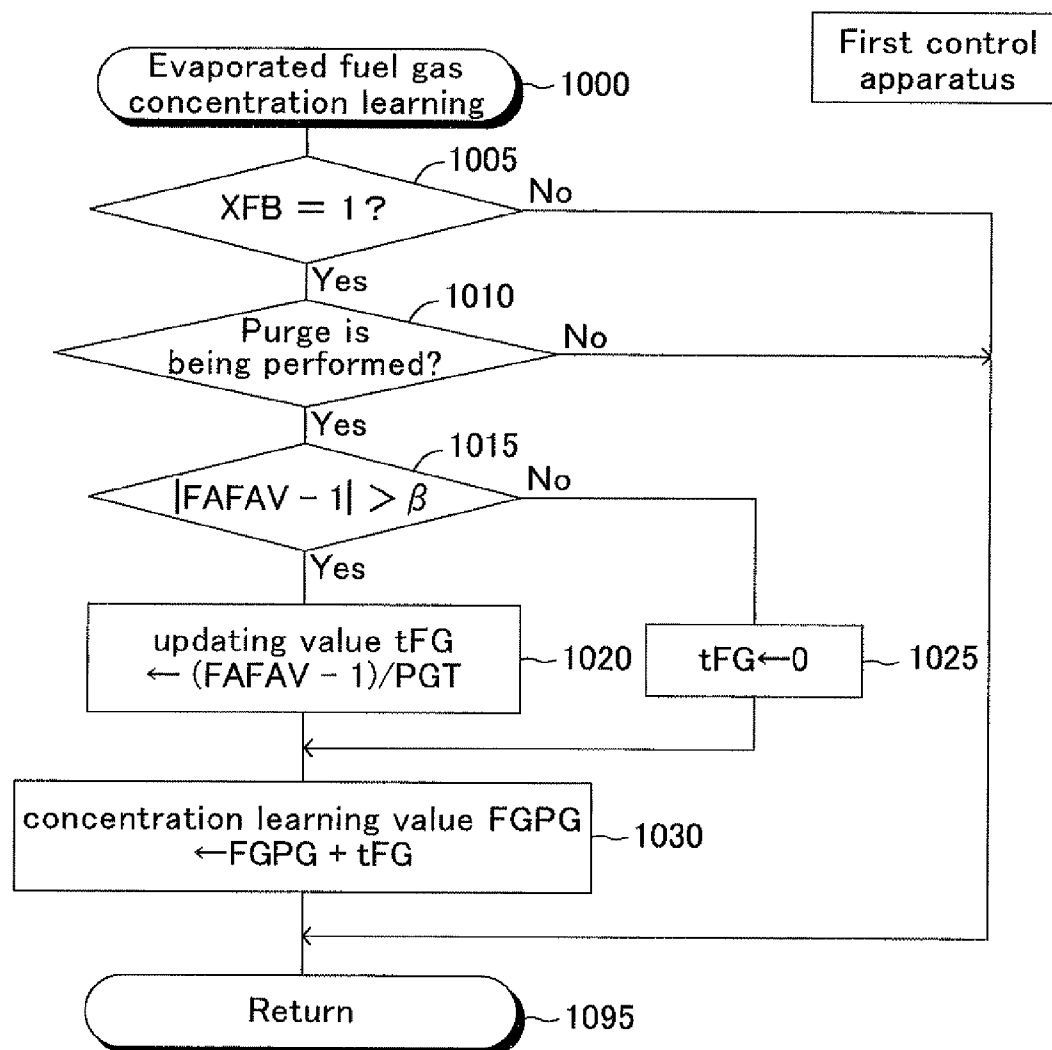 First control
apparatus
Evaporated fuel gas
concentration learning
1000
1005
XFB = 1?
No
Yes
1010
Purge is
being performed?
No
Yes
1015
|FAFAV - 1| > β
No
Yes
updating value tFG
← (FAFAV - 1)/PGT
1020
tFG←0
1025
concentration learning value FGPG
←FGPG + tFG
1030
Return
1095